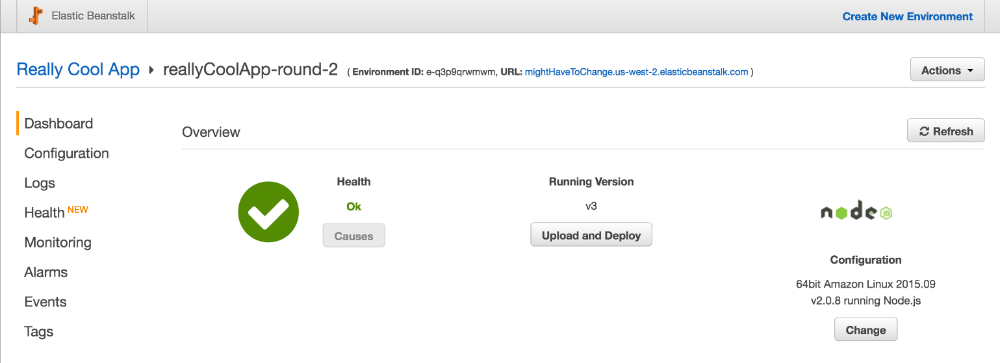 Elastic Beanstalk
Create New Environment
Really Cool App ▸ reallyCoolApp-round-2 ( Environment ID: e-q3p9qrwmwm, URL: mightHaveToChange.us-west-2.elasticbeanstalk.com )
Actions
Dashboard
Configuration
Logs
Health NEW
Monitoring
Alarms
Events
Tags
Overview
Refresh
Health
Ok
Causes
Running Version
v3
Upload and Deploy
node JS
Configuration
64bit Amazon Linux 2015.09
v2.0.8 running Node.js
Change